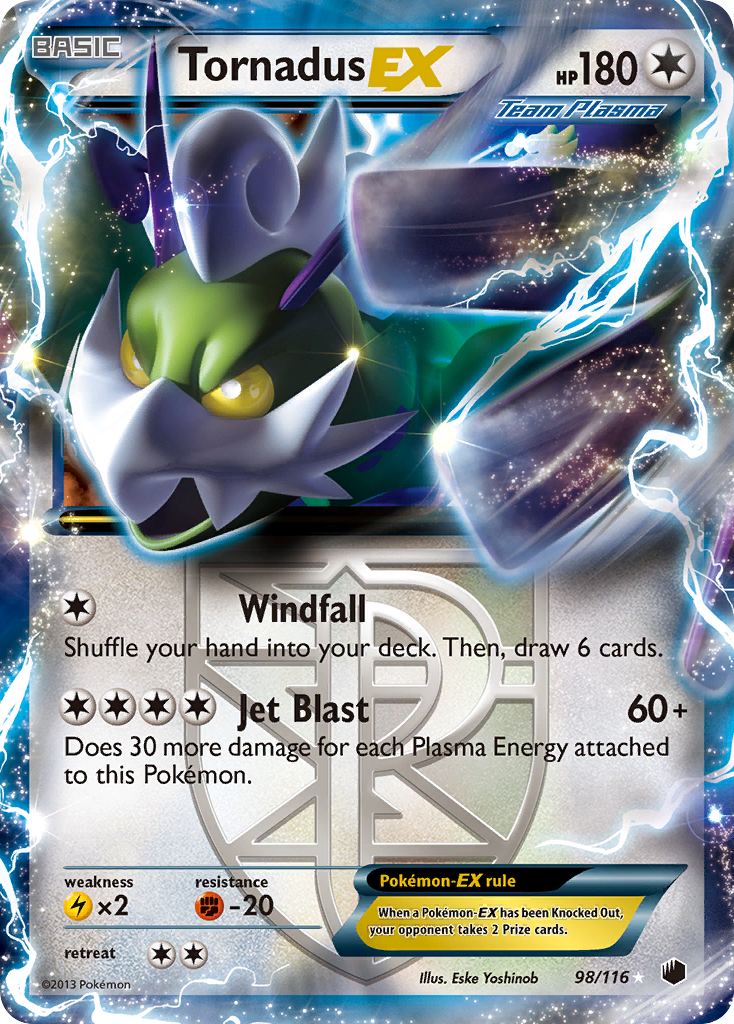 BASIC
Tornadus EX
HP180
Team Plasma
Windfall
Shuffle your hand into your deck. Then, draw 6 cards.
Jet Blast 60+
Does 30 more damage for each Plasma Energy attached
to this Pokémon.
weakness
×2
resistance
-20
retreat
Pokémon-EX rule
When a Pokémon-EX has been Knocked Out,
your opponent takes 2 Prize cards.
©2013 Pokémon
Illus. Eske Yoshinob
98/116